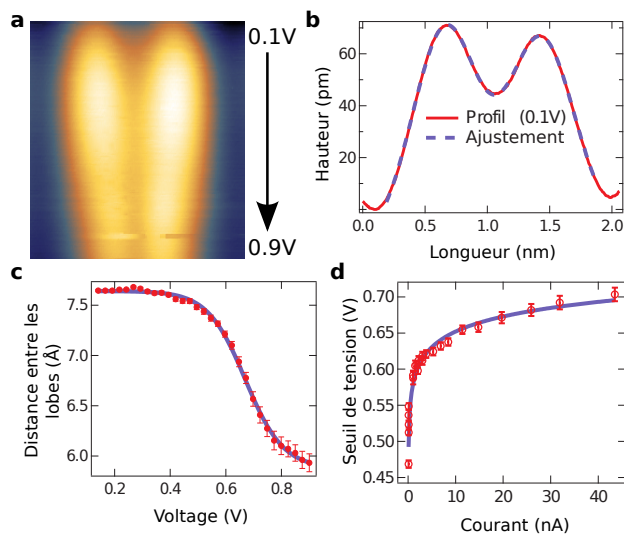 a
0.1V
0.9V
b
Hauteur (pm)
60
40
20
Profil (0.1V)
Ajustement
0.0
0.5
1.0
1.5
2.0
Longueur (nm)
c
Distance entre les
lobes (Å)
7.5
7.0
6.5
6.0
0.2
0.4
0.6
0.8
Voltage (V)
d
Seuil de tension (V)
0.70
0.65
0.60
0.55
0.50
0.45
0
10
20
30
40
Courant (nA)